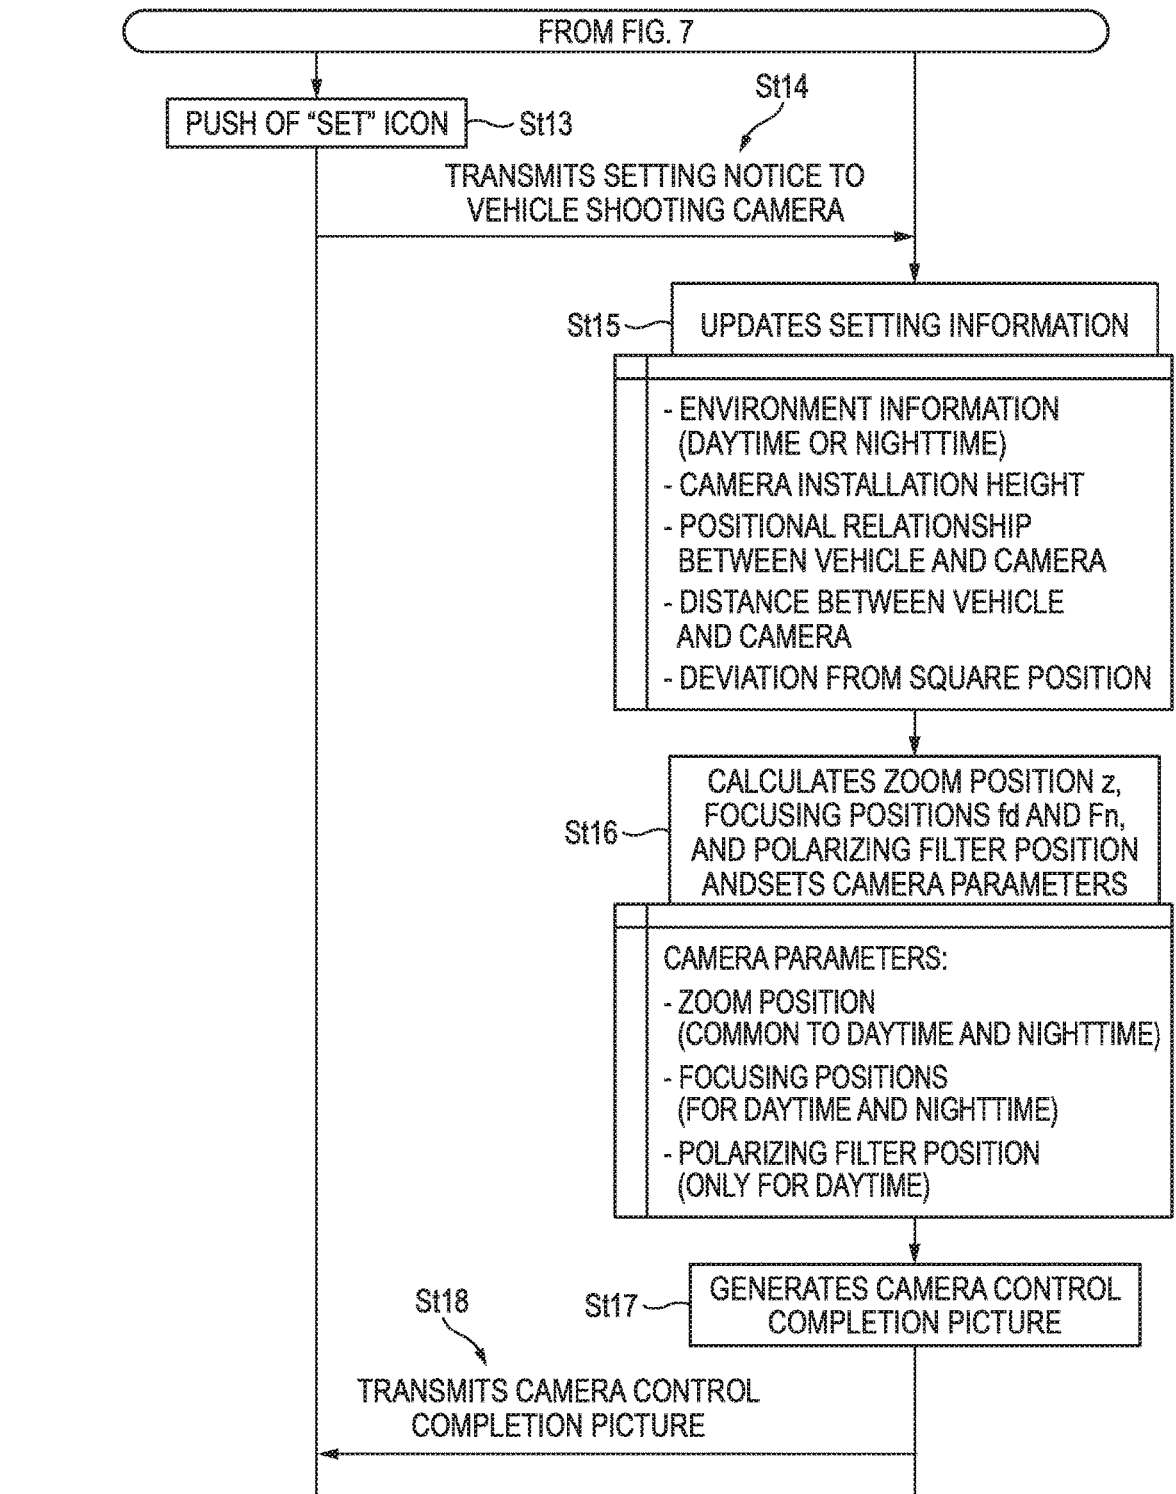 FROM FIG. 7
St14
PUSH OF “SET” ICON
St13
TRANSMITS SETTING NOTICE TO
VEHICLE SHOOTING CAMERA
St15
UPDATES SETTING INFORMATION
- ENVIRONMENT INFORMATION
(DAYTIME OR NIGHTTIME)
- CAMERA INSTALLATION HEIGHT
- POSITIONAL RELATIONSHIP
BETWEEN VEHICLE AND CAMERA
- DISTANCE BETWEEN VEHICLE
AND CAMERA
- DEVIATION FROM SQUARE POSITION
St16
CALCULATES ZOOM POSITION z,
FOCUSING POSITIONS fd AND Fn,
AND POLARIZING FILTER POSITION
ANDSETS CAMERA PARAMETERS
CAMERA PARAMETERS:
- ZOOM POSITION
(COMMON TO DAYTIME AND NIGHTTIME)
- FOCUSING POSITIONS
(FOR DAYTIME AND NIGHTTIME)
- POLARIZING FILTER POSITION
(ONLY FOR DAYTIME)
St17
GENERATES CAMERA CONTROL
COMPLETION PICTURE
St18
TRANSMITS CAMERA CONTROL
COMPLETION PICTURE